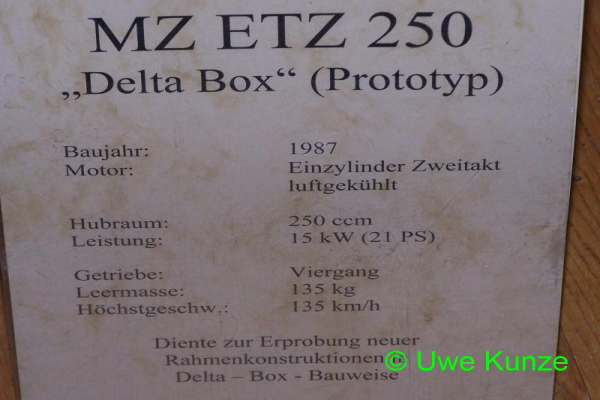 MZ ETZ 250
„Delta Box“ (Prototyp)
Baujahr: 1987
Motor: Einzylinder Zweitakt
luftgekühlt
Hubraum: 250 ccm
Leistung: 15 kW (21 PS)
Getriebe: Viergang
Leermasse: 135 kg
Höchstgeschw.: 135 km/h
Diente zur Erprobung neuer
Rahmenkonstruktionen
Delta – Box - Bauweise
© Uwe Kunze